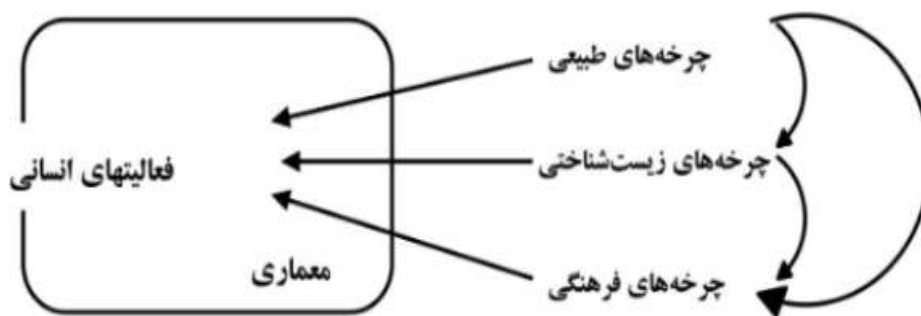 چرخه‌های طبیعی
چرخه‌های زیست‌شناختی
فعالیتهای انسانی
معماری
چرخه‌های فرهنگی